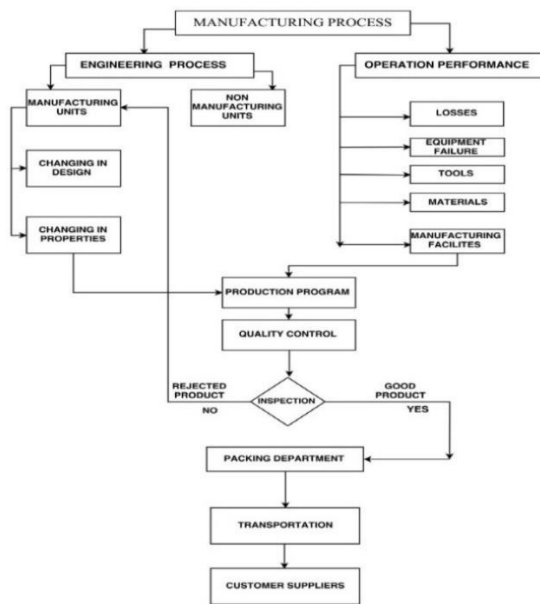 MANUFACTURING PROCESS
ENGINEERING PROCESS
OPERATION PERFORMANCE
MANUFACTURING
UNITS
NON
MANUFACTURING
UNITS
LOSSES
EQUIPMENT
FAILURE
CHANGING IN
DESIGN
TOOLS
MATERIALS
CHANGING IN
PROPERTIES
MANUFACTURING
FACILITES
PRODUCTION PROGRAM
QUALITY CONTROL
REJECTED
PRODUCT
NO
INSPECTION
GOOD
PRODUCT
YES
PACKING DEPARTMENT
TRANSPORTATION
CUSTOMER SUPPLIERS